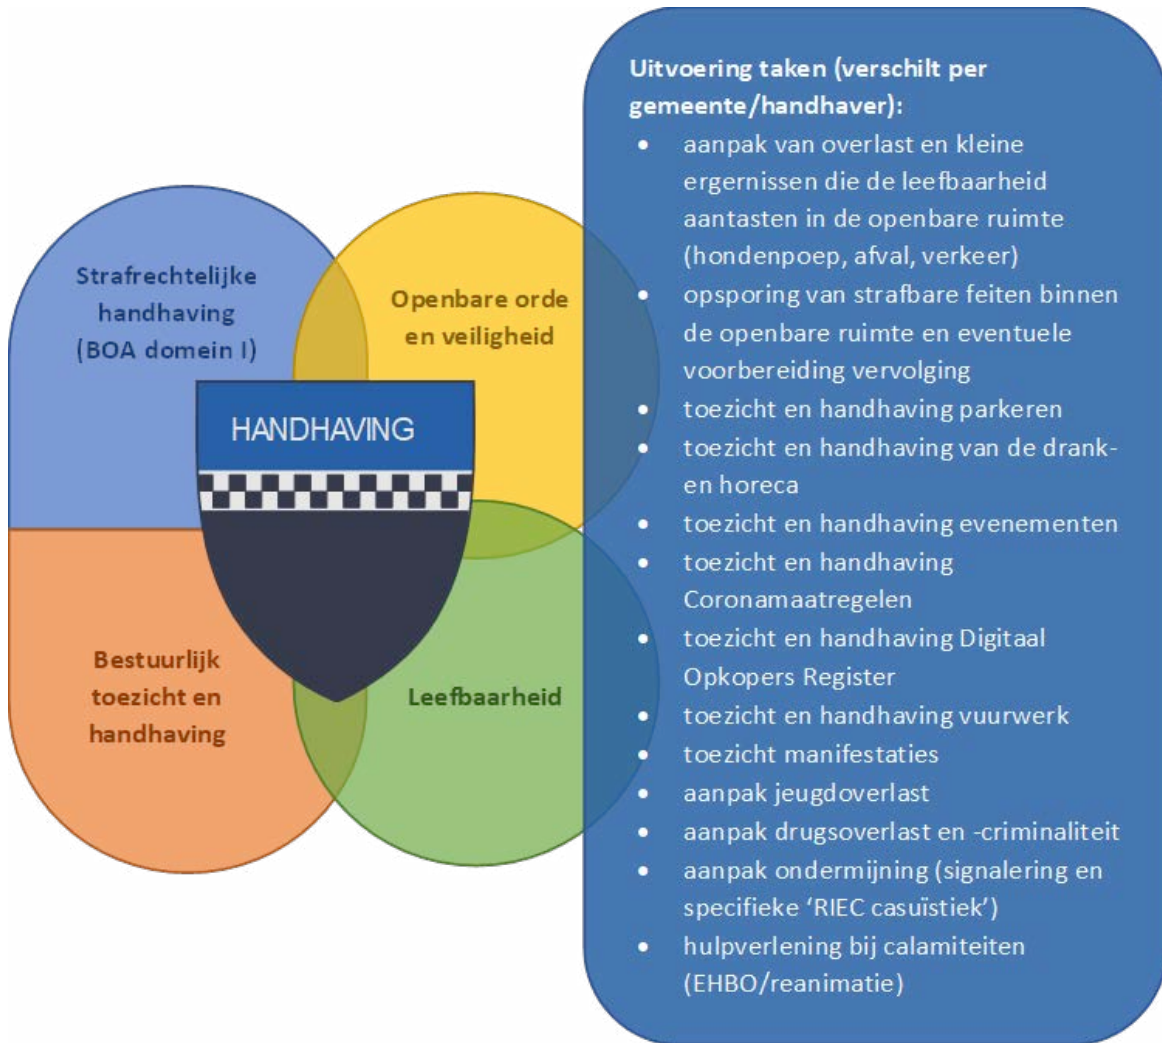 Strafrechtelijke
handhaving
(BOA domein I)
Openbare orde
en veiligheid
HANDHAVING
Bestuurlijk
toezicht en
handhaving
Leefbaarheid
Uitvoering taken (verschilt per
gemeente/handhaver):
• aanpak van overlast en kleine
ergernissen die de leefbaarheid
aantasten in de openbare ruimte
(hondenpoep, afval, verkeer)
• opsporing van strafbare feiten binnen
de openbare ruimte en eventuele
voorbereiding vervolging
• toezicht en handhaving parkeren
• toezicht en handhaving van de drank-
en horeca
• toezicht en handhaving evenementen
• toezicht en handhaving
Coronamaatregelen
• toezicht en handhaving Digitaal
Opkopers Register
• toezicht en handhaving vuurwerk
• toezicht manifestaties
• aanpak jeugdoverlast
• aanpak drugsoverlast en -criminaliteit
• aanpak ondermijning (signalering en
specifieke ‘RIEC casuïstiek’)
• hulpverlening bij calamiteiten
(EHBO/reanimatie)